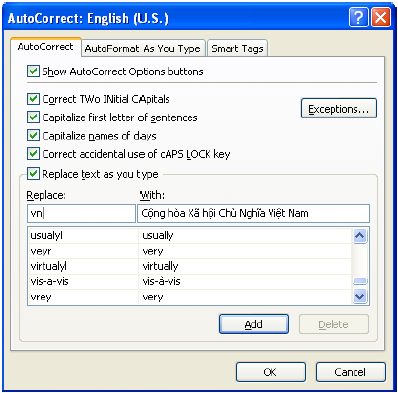 AutoCorrect: English (U.S.)
AutoCorrect AutoFormat As You Type Smart Tags
Show AutoCorrect Options buttons
Correct TWo INitial CApitals
Exceptions...
Capitalize first letter of sentences
Capitalize names of days
Correct accidental use of cAPS LOCK key
Replace text as you type
Replace: With:
vn Cộng hòa Xã hội Chủ Nghĩa Việt Nam
usualyl usually
veyr very
virtualyl virtually
vis-a-vis vis-à-vis
vrey very
Add Delete
OK Cancel